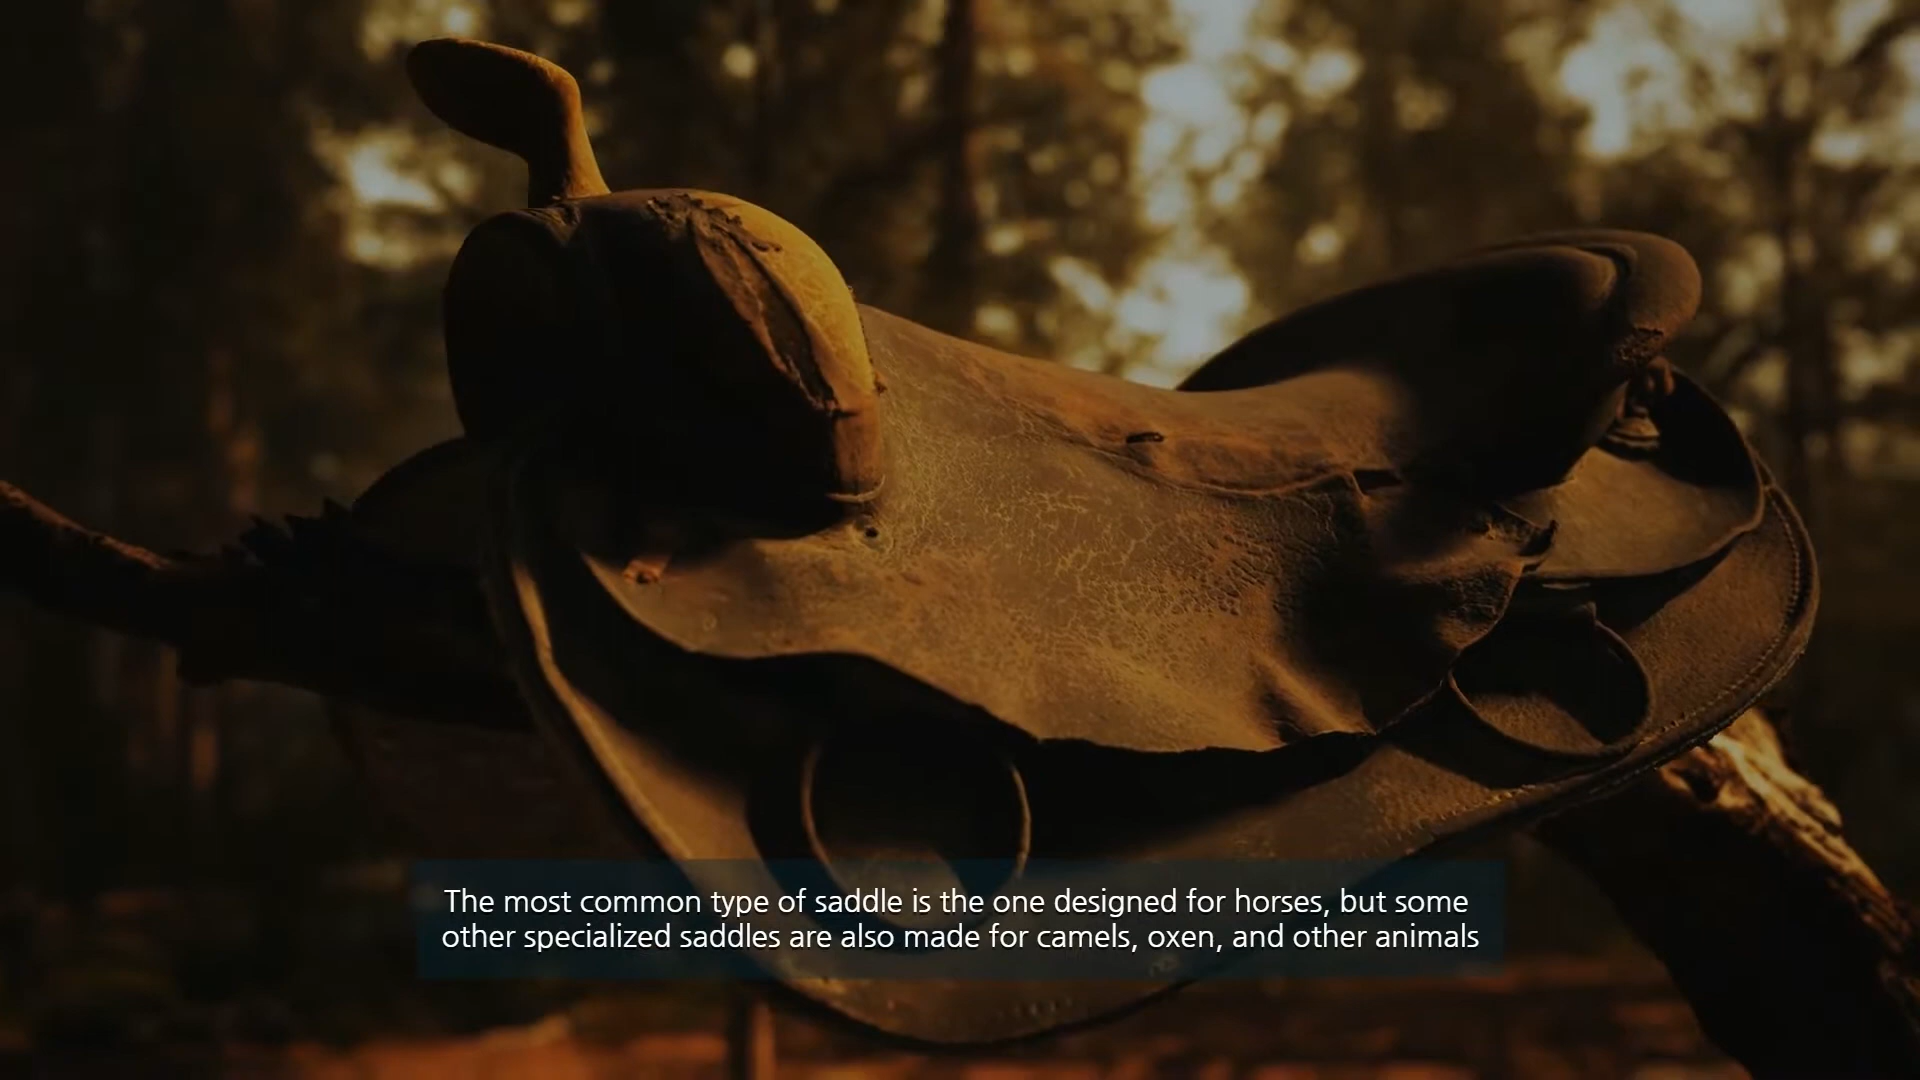 The most common type of saddle is the one designed for horses, but some
other specialized saddles are also made for camels, oxen, and other animals